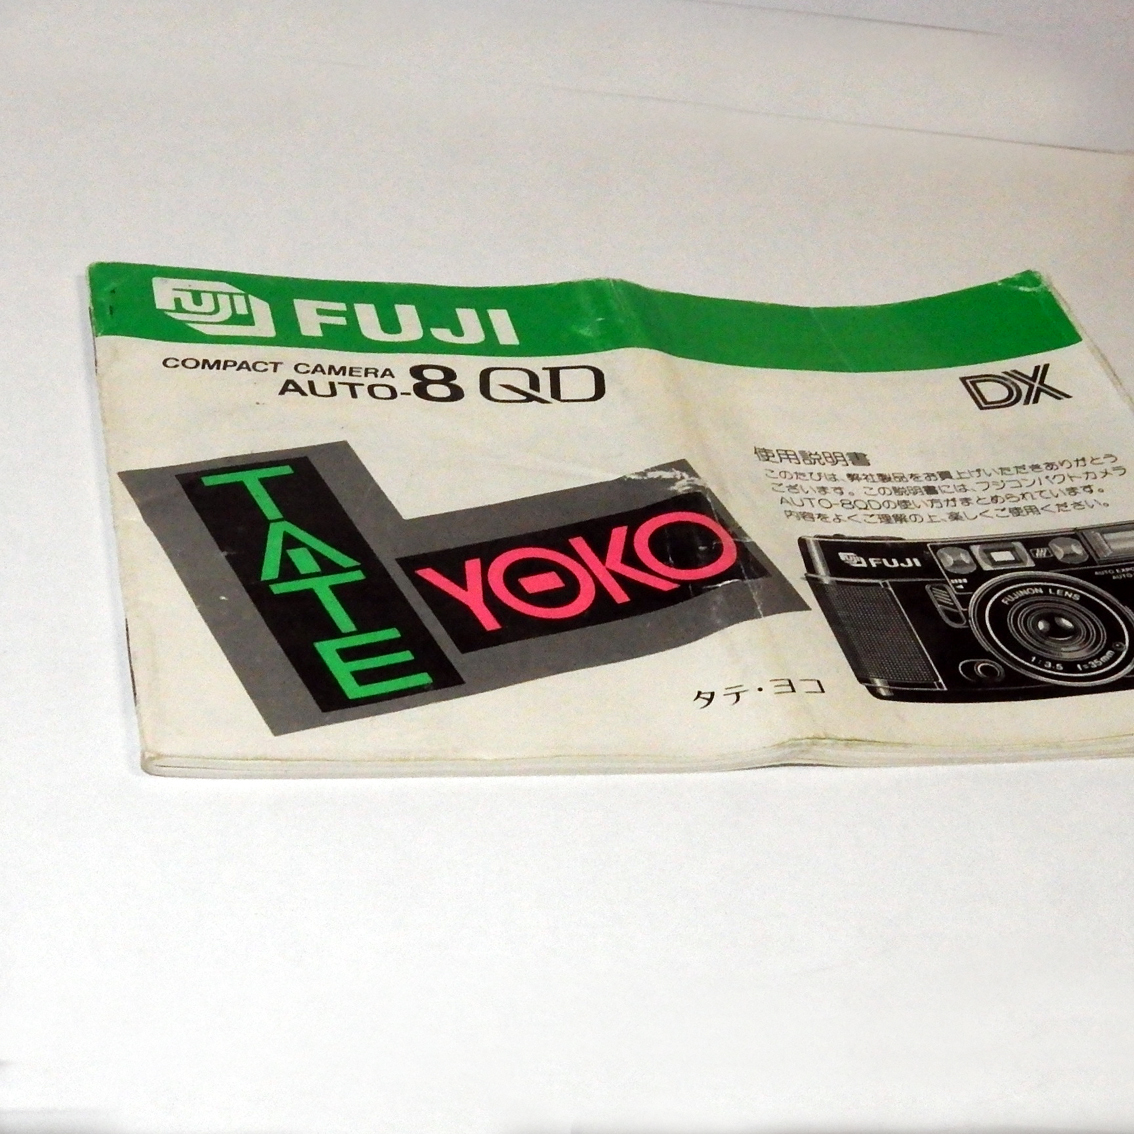 FUJI FUJI
COMPACT CAMERA
AUTO-8 QD
DX
TATE
YOKO
タテ・ヨコ
使用説明書
このたびは、弊社製品をお買上げいただきありがとう
ございます。この説明書には、フジコンパクトカメラ
AUTO-8QDの使い方がまとめられています。
内容をよくご理解の上、楽しくご使用ください。
FUJI
FUJINON LENS
1:3.5 f=35mm